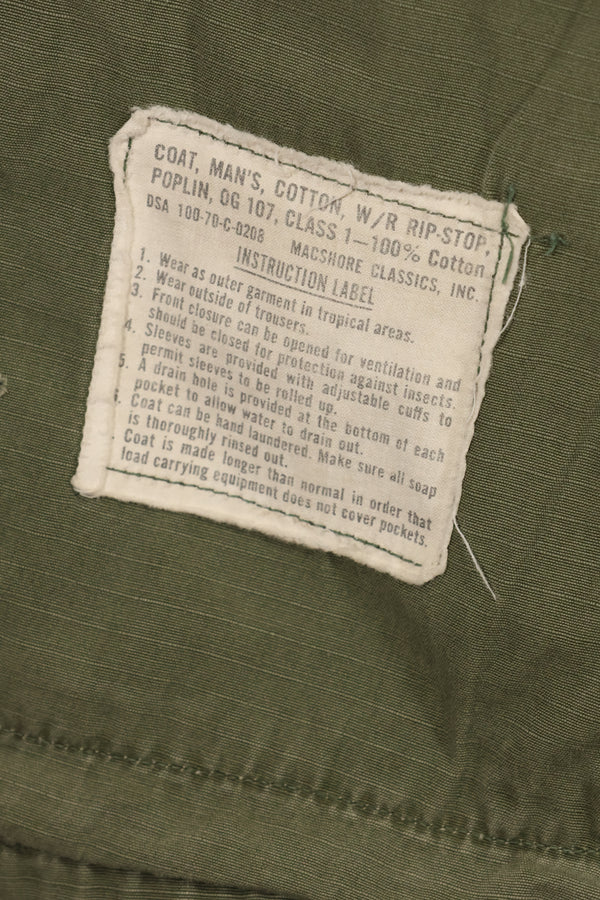 COAT, MAN'S, COTTON, W/R RIP-STOP,
POPLIN, OG 107, CLASS 1—100% Cotton
DSA 100-70-C-0208 MACSHORE CLASSICS, INC.
INSTRUCTION LABEL
1. Wear as outer garment in tropical areas.
2. Wear outside of trousers.
3. Front closure can be opened for ventilation and
should be closed for protection against insects.
4. Sleeves are provided with adjustable cuffs to
permit sleeves to be rolled up.
5. A drain hole is provided at the bottom of each
pocket to allow water to drain out.
6. Coat can be hand laundered. Make sure all soap
is thoroughly rinsed out.
Coat is made longer than normal in order that
load carrying equipment does not cover pockets.